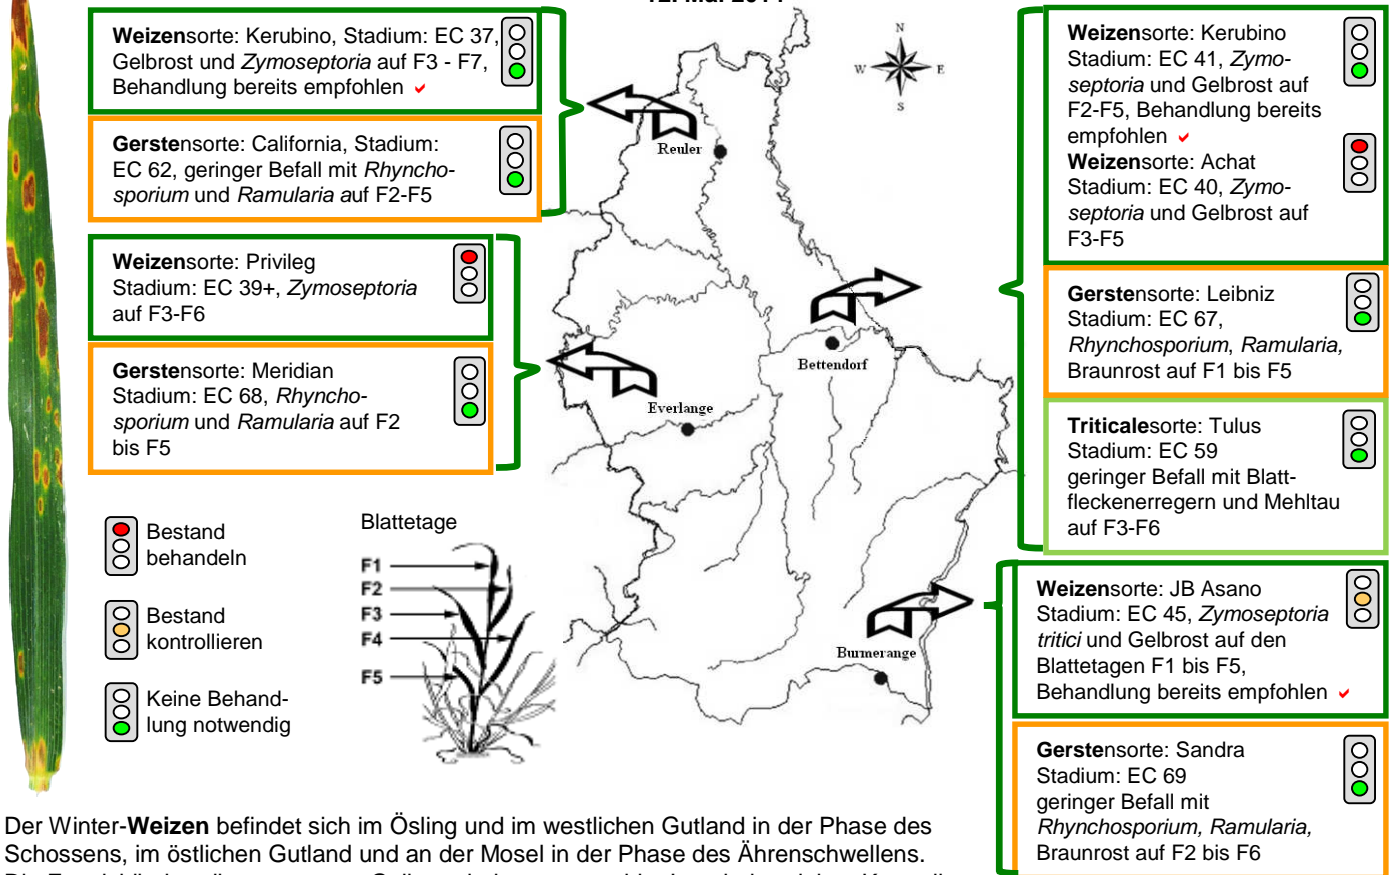 12. Mai 2014
Weizensorte: Kerubino, Stadium: EC 37,
Gelbrost und Zymoseptoria auf F3 - F7,
Behandlung bereits empfohlen
Gerstensorte: California, Stadium:
EC 62, geringer Befall mit Rhyncho-
sporium und Ramularia auf F2-F5
Weizensorte: Privileg
Stadium: EC 39+, Zymoseptoria
auf F3-F6
Gerstensorte: Meridian
Stadium: EC 68, Rhyncho-
sporium und Ramularia auf F2
bis F5
Bestand
behandeln
Bestand
kontrollieren
Keine Behand-
lung notwendig
Blattetage
F1
F2
F3
F4
F5
N
W
E
S
Reuler
Bettendorf
Everlange
Burmerange
Weizensorte: Kerubino
Stadium: EC 41, Zymo-
septoria und Gelbrost auf
F2-F5, Behandlung bereits
empfohlen
Weizensorte: Achat
Stadium: EC 40, Zymo-
septoria und Gelbrost auf
F3-F5
Gerstensorte: Leibniz
Stadium: EC 67,
Rhynchosporium, Ramularia,
Braunrost auf F1 bis F5
Triticalesorte: Tulus
Stadium: EC 59
geringer Befall mit Blatt-
fleckenerregern und Mehltau
auf F3-F6
Weizensorte: JB Asano
Stadium: EC 45, Zymoseptoria
tritici und Gelbrost auf den
Blattetagen F1 bis F5,
Behandlung bereits empfohlen
Gerstensorte: Sandra
Stadium: EC 69
geringer Befall mit
Rhynchosporium, Ramularia,
Braunrost auf F2 bis F6
Der Winter-Weizen befindet sich im Ösling und im westlichen Gutland in der Phase des
Schossens, im östlichen Gutland und an der Mosel in der Phase des Ährenschwellens.